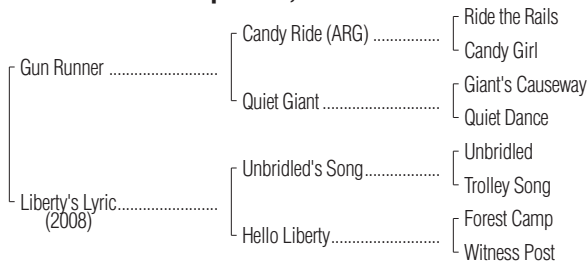 Ride the Rails
Candy Ride (ARG) ................
Candy Girl
Gun Runner ..........................
Giant's Causeway
Quiet Giant............................
Quiet Dance
Unbridled
Unbridled's Song..................
Trolley Song
Liberty's Lyric........................
(2008)
Forest Camp
Hello Liberty..........................
Witness Post